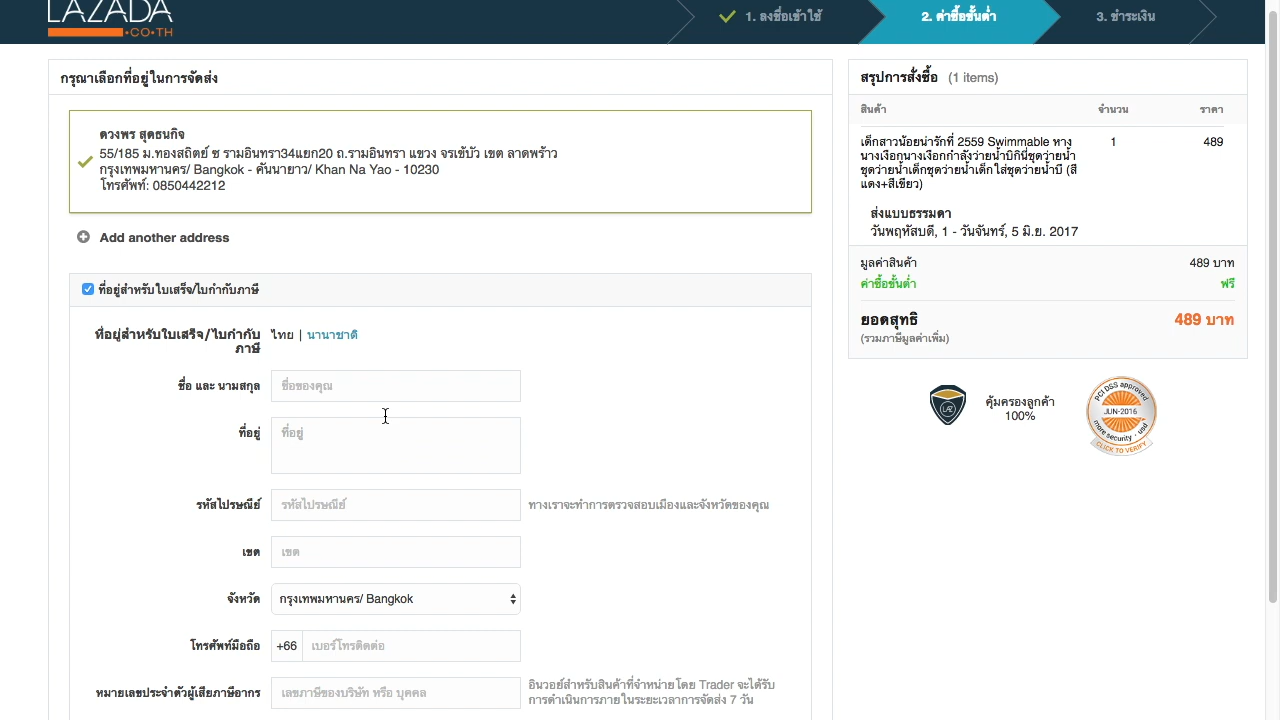 LAZADA
.CO.TH
1. ลงชื่อเข้าใช้
2. ค่าซื้อขั้นต่ำ
3. ชำระเงิน
กรุณาเลือกที่อยู่ในการจัดส่ง
ดวงพร สุดธนกิจ
55/185 ม.ทองสถิตย์ ซ รามอินทรา34แยก20 ถ.รามอินทรา แขวง จรเข้บัว เขต ลาดพร้าว
กรุงเทพมหานคร/ Bangkok - คันนายาว/ Khan Na Yao - 10230
โทรศัพท์: 0850442212
Add another address
ที่อยู่สำหรับใบเสร็จ/ใบกำกับภาษี
ที่อยู่สำหรับใบเสร็จ/ใบกำกับ
ภาษี
ไทย | นานาชาติ
ชื่อ และ นามสกุล
ชื่อของคุณ
ที่อยู่
ที่อยู่
รหัสไปรษณีย์
รหัสไปรษณีย์
ทางเราจะทำการตรวจสอบเมืองและจังหวัดของคุณ
เขต
เขต
จังหวัด
กรุงเทพมหานคร/ Bangkok
โทรศัพท์มือถือ
+66
เบอร์โทรติดต่อ
หมายเลขประจำตัวผู้เสียภาษีอากร
เลขภาษีของบริษัท หรือ บุคคล
อินวอย์สำหรับสินค้าที่จำหน่ายโดย Trader จะได้รับ
การดำเนินการภายในระยะเวลาการจัดส่ง 7 วัน
สรุปการสั่งซื้อ (1 items)
สินค้า จำนวน ราคา
เด็กสาวน้อยน่ารักที่ 2559 Swimmable หาง 1 489
นางเงือกนางเงือกกำลังว่ายน้ำบิกินีชุดว่ายน้ำ
ชุดว่ายน้ำเด็กชุดว่ายน้ำเด็กใส่ชุดว่ายน้ำบี (สี
แดง+สีเขียว)
ส่งแบบธรรมดา
วันพฤหัสบดี, 1 - วันจันทร์, 5 มิ.ย. 2017
มูลค่าสินค้า 489 บาท
ค่าซื้อขั้นต่ำ ฟรี
ยอดสุทธิ 489 บาท
(รวมภาษีมูลค่าเพิ่ม)
LAZ
คุ้มครองลูกค้า
100%
PCI DSS approved
JUN-2016
more security - usd
CLICK TO VERIFY